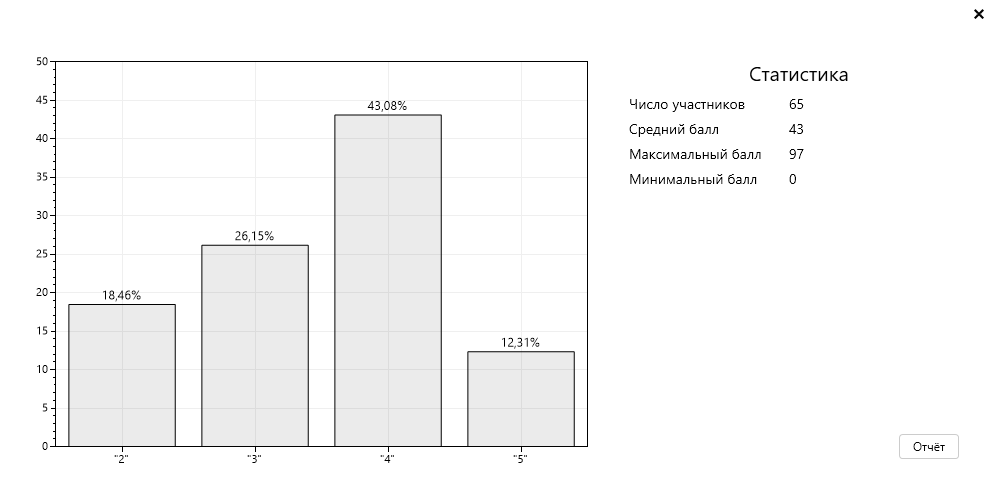 ×
50
45
40
35
30
25
20
15
10
5
0
18,46%
26,15%
43,08%
12,31%
"2" "3" "4" "5"
Статистика
Число участников 65
Средний балл 43
Максимальный балл 97
Минимальный балл 0
Отчёт